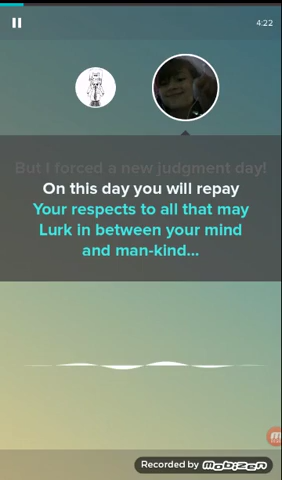 4:22
But I forced a new judgment day!
On this day you will repay
Your respects to all that may
Lurk in between your mind
and man-kind...
Recorded by mobizen